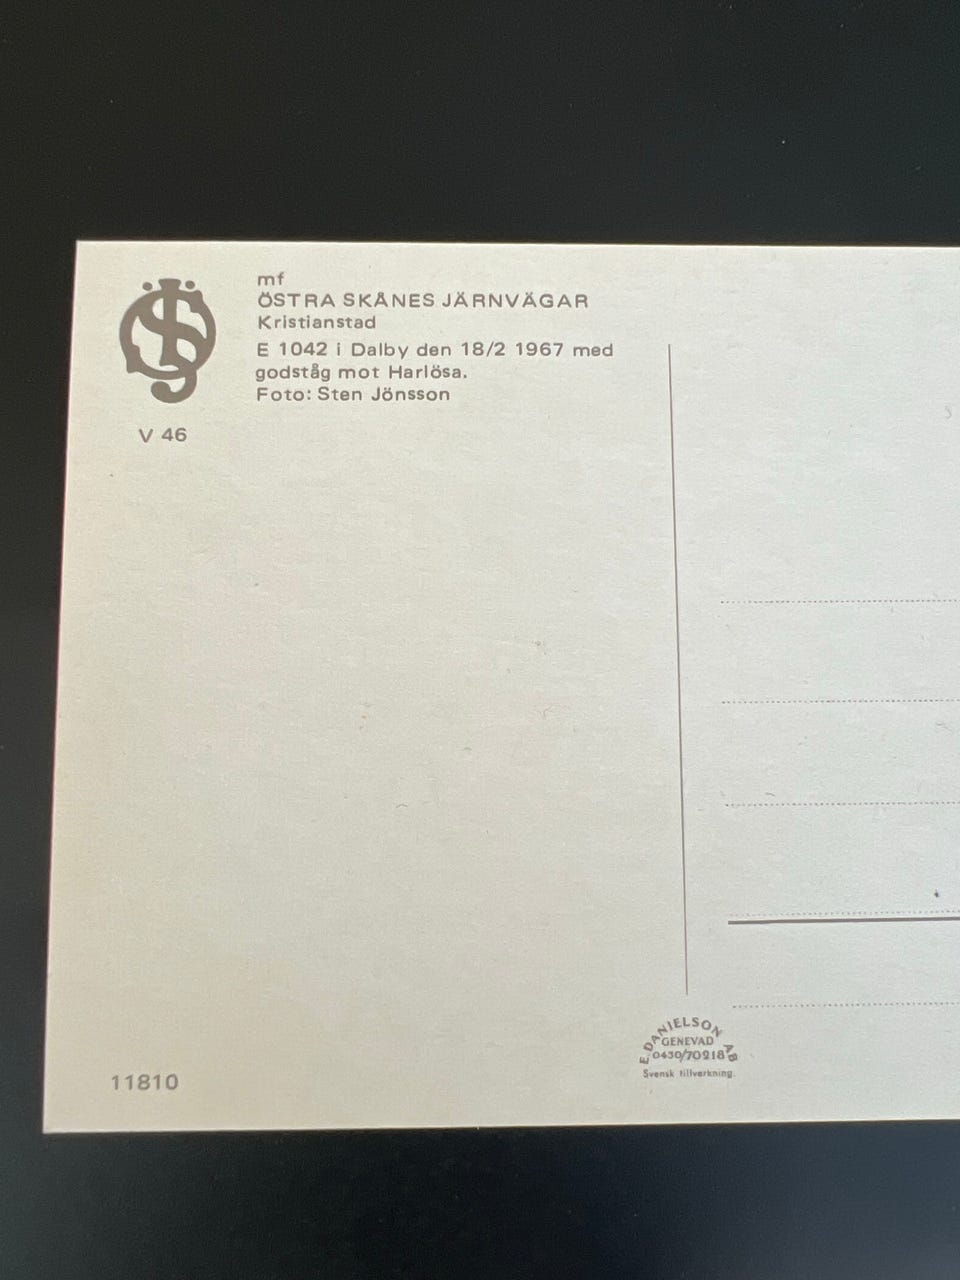 mf
ÖSTRA SKÅNES JÄRNVÄGAR
Kristianstad
E 1042 i Dalby den 18/2 1967 med
godståg mot Harlösa.
Foto: Sten Jönsson
ÖSJ
V 46
E. DANIELSON AB
GENEVAD
0430/70218
Svensk tillverkning.
11810